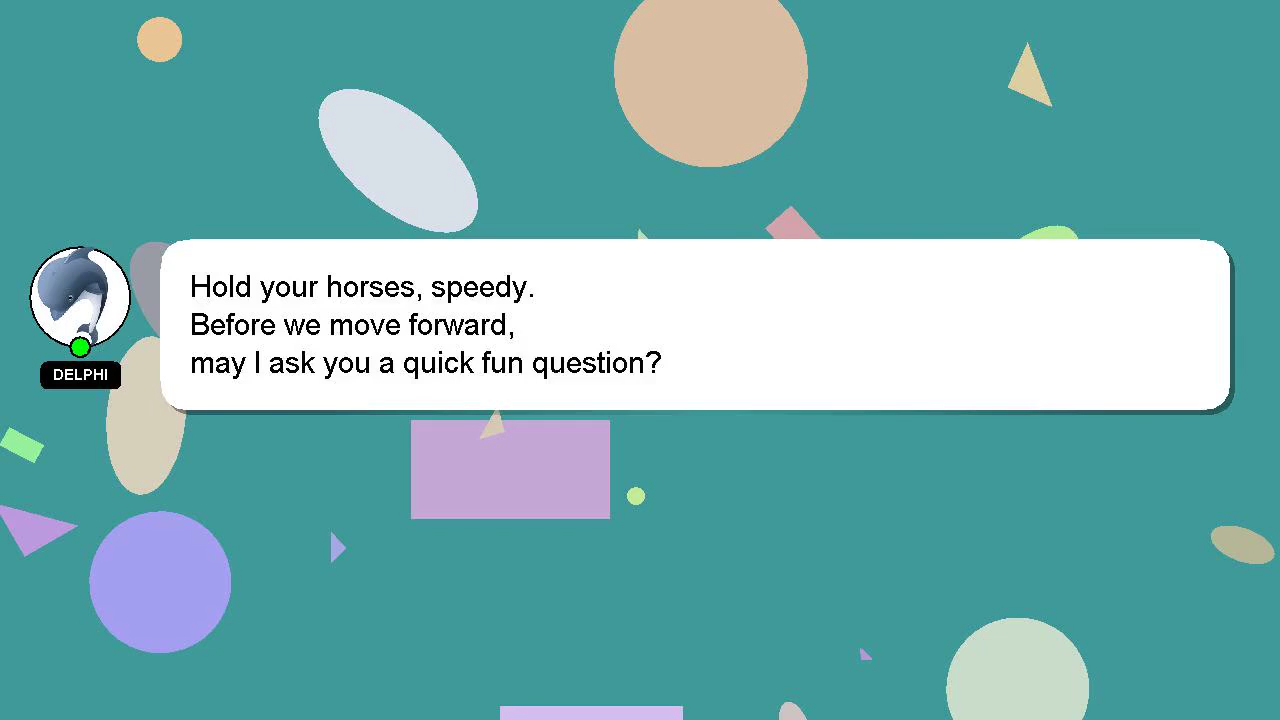 Hold your horses, speedy.
Before we move forward,
may I ask you a quick fun question?
DELPHI